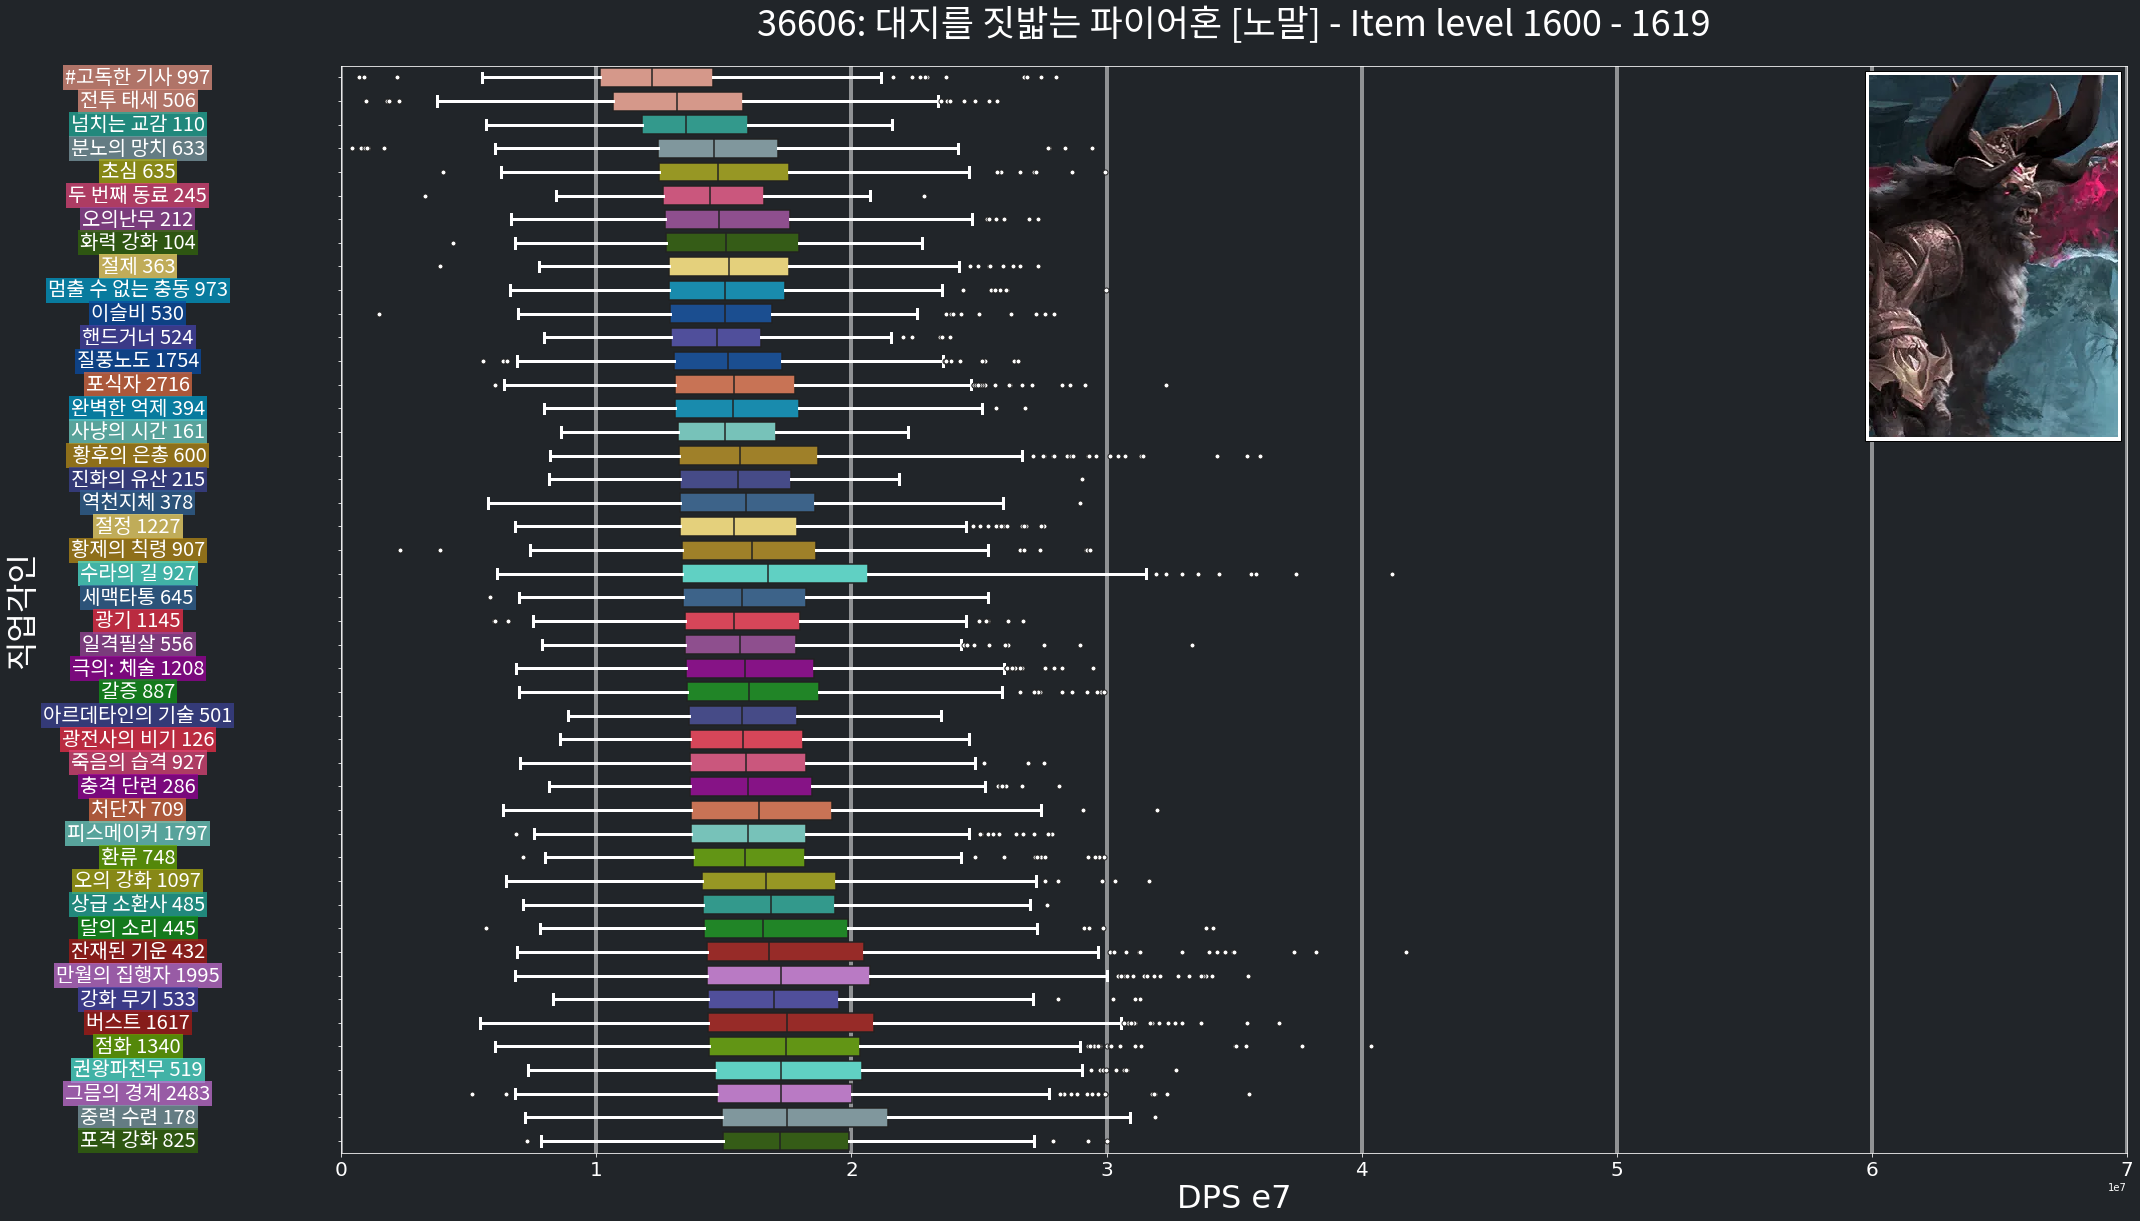 36606: 대지를 짓밟는 파이어혼 [노말] - Item level 1600 - 1619
직업각인
#고독한 기사 997
전투 태세 506
넘치는 교감 110
분노의 망치 633
초심 635
두 번째 동료 245
오의난무 212
화력 강화 104
절제 363
멈출 수 없는 충동 973
이슬비 530
핸드거너 524
질풍노도 1754
포식자 2716
완벽한 억제 394
사냥의 시간 161
황후의 은총 600
진화의 유산 215
역천지체 378
절정 1227
황제의 칙령 907
수라의 길 927
세맥타통 645
광기 1145
일격필살 556
극의: 체술 1208
갈증 887
아르데타인의 기술 501
광전사의 비기 126
죽음의 습격 927
충격 단련 286
처단자 709
피스메이커 1797
환류 748
오의 강화 1097
상급 소환사 485
달의 소리 445
잔재된 기운 432
만월의 집행자 1995
강화 무기 533
버스트 1617
점화 1340
권왕파천무 519
그믐의 경계 2483
중력 수련 178
포격 강화 825
0 1 2 3 4 5 6 7
DPS e7
1e7